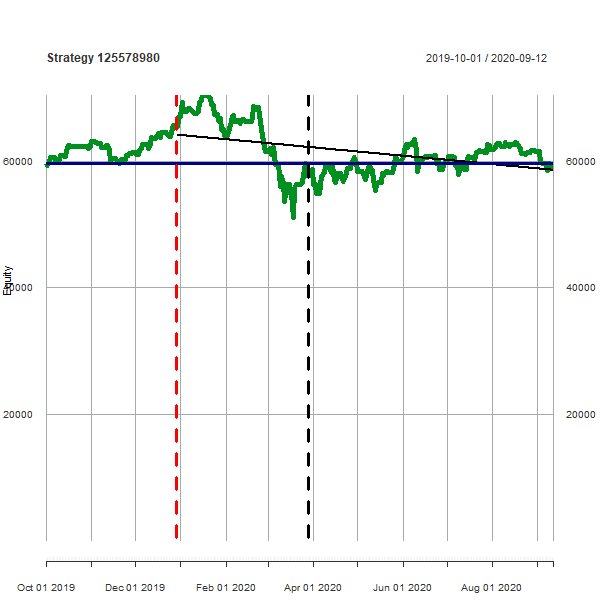 Strategy 125578980
2019-10-01 / 2020-09-12
60000
60000
Equity
40000
40000
20000
20000
Oct 01 2019
Dec 01 2019
Feb 01 2020
Apr 01 2020
Jun 01 2020
Aug 01 2020